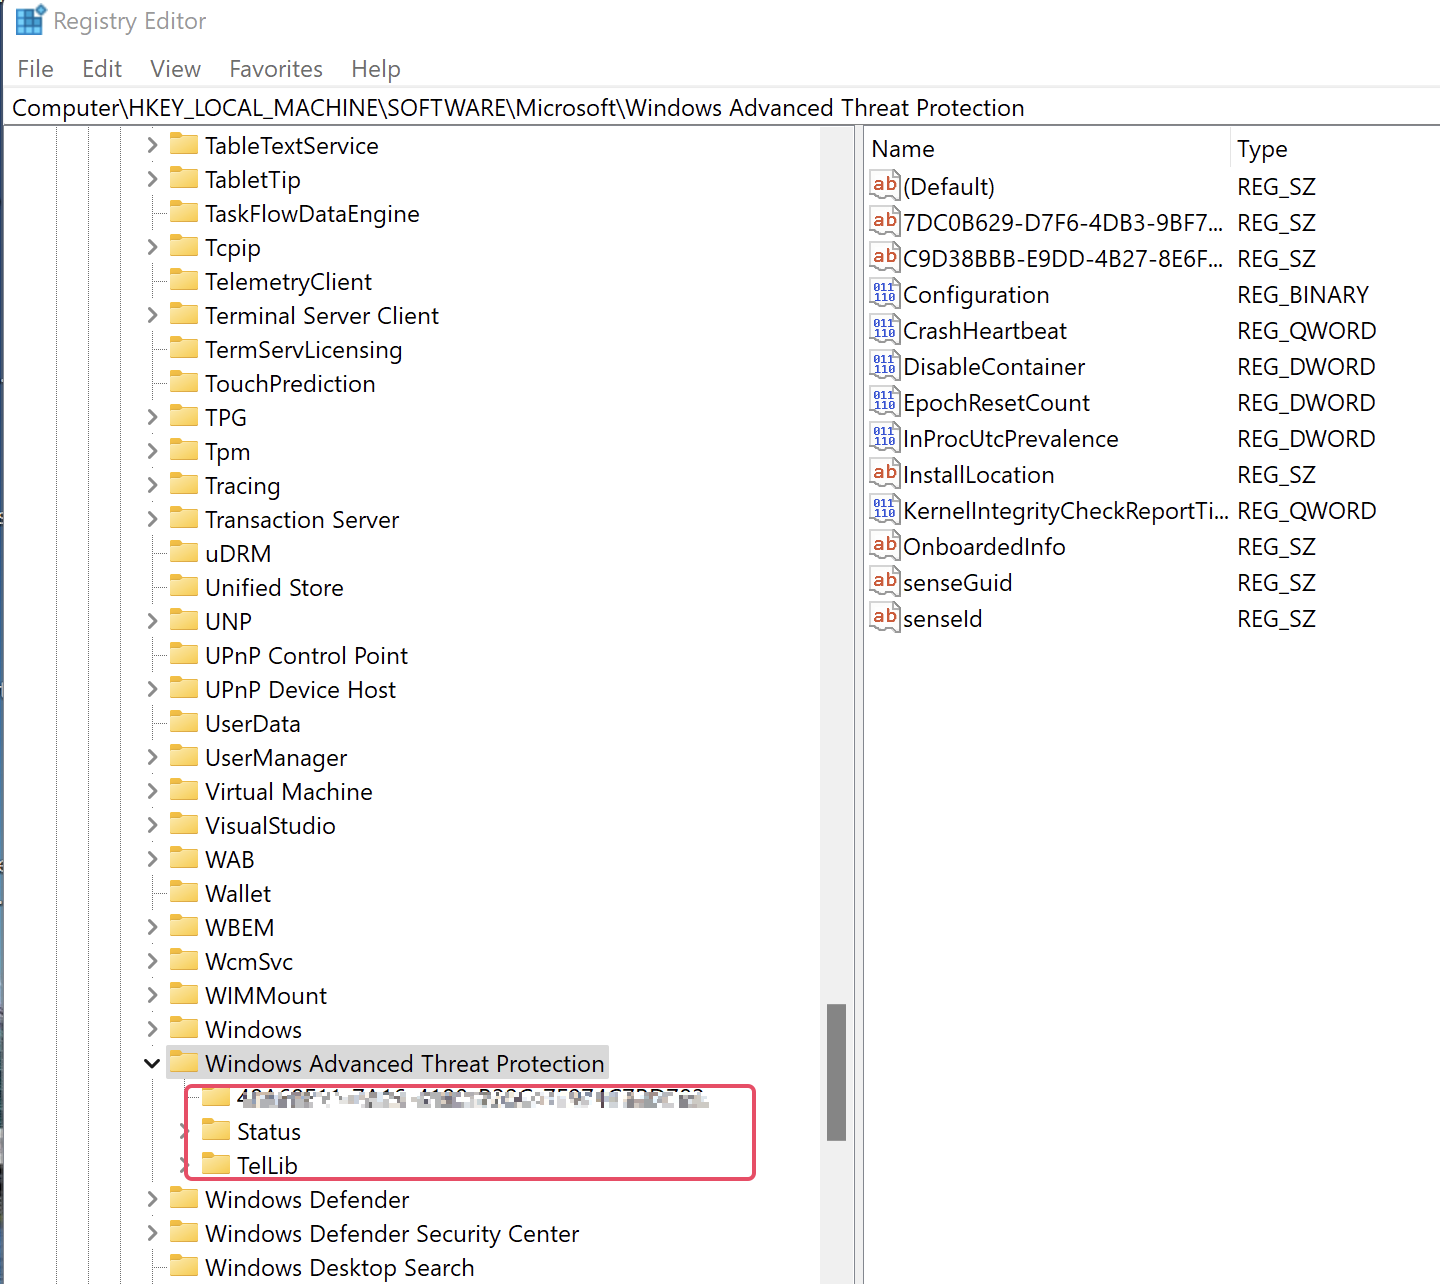 Registry Editor
File Edit View Favorites Help
Computer\HKEY_LOCAL_MACHINE\SOFTWARE\Microsoft\Windows Advanced Threat Protection
TableTextService
TabletTip
TaskFlowDataEngine
Tcpip
TelemetryClient
Terminal Server Client
TermServLicensing
TouchPrediction
TPG
Tpm
Tracing
Transaction Server
uDRM
Unified Store
UNP
UPnP Control Point
UPnP Device Host
UserData
UserManager
Virtual Machine
VisualStudio
WAB
Wallet
WBEM
WcmSvc
WIMMount
Windows
Windows Advanced Threat Protection
Status
TelLib
Windows Defender
Windows Defender Security Center
Windows Desktop Search
Name Type
(Default) REG_SZ
7DC0B629-D7F6-4DB3-9BF7... REG_SZ
C9D38BBB-E9DD-4B27-8E6F... REG_SZ
Configuration REG_BINARY
CrashHeartbeat REG_QWORD
DisableContainer REG_DWORD
EpochResetCount REG_DWORD
InProcUtcPrevalence REG_DWORD
InstallLocation REG_SZ
KernelIntegrityCheckReportTi... REG_QWORD
OnboardedInfo REG_SZ
senseGuid REG_SZ
senseId REG_SZ